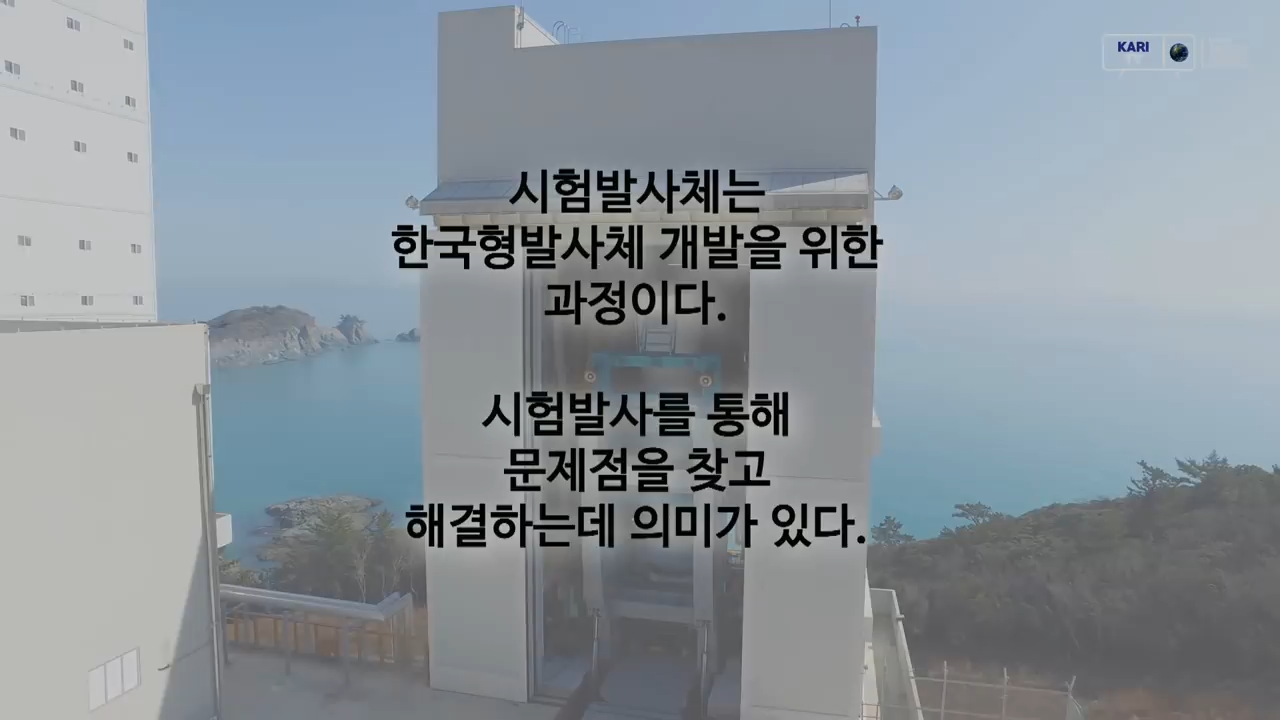 KARI
시험발사체는
한국형발사체 개발을 위한
과정이다.
시험발사를 통해
문제점을 찾고
해결하는데 의미가 있다.